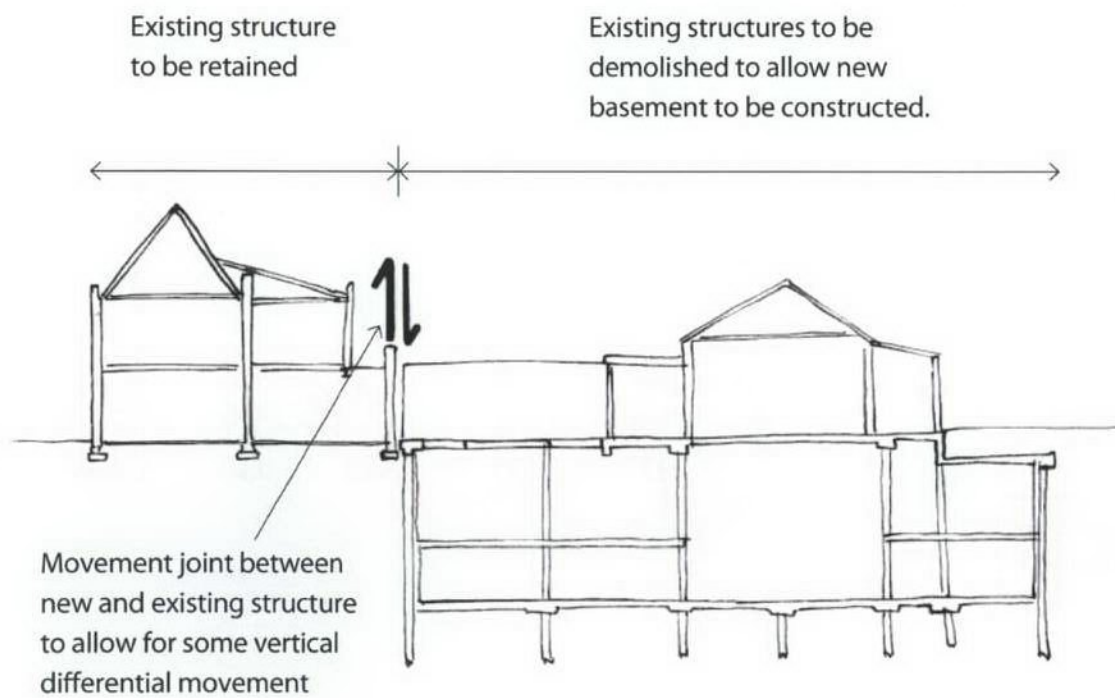 Existing structure
to be retained
Existing structures to be
demolished to allow new
basement to be constructed.
Movement joint between
new and existing structure
to allow for some vertical
differential movement